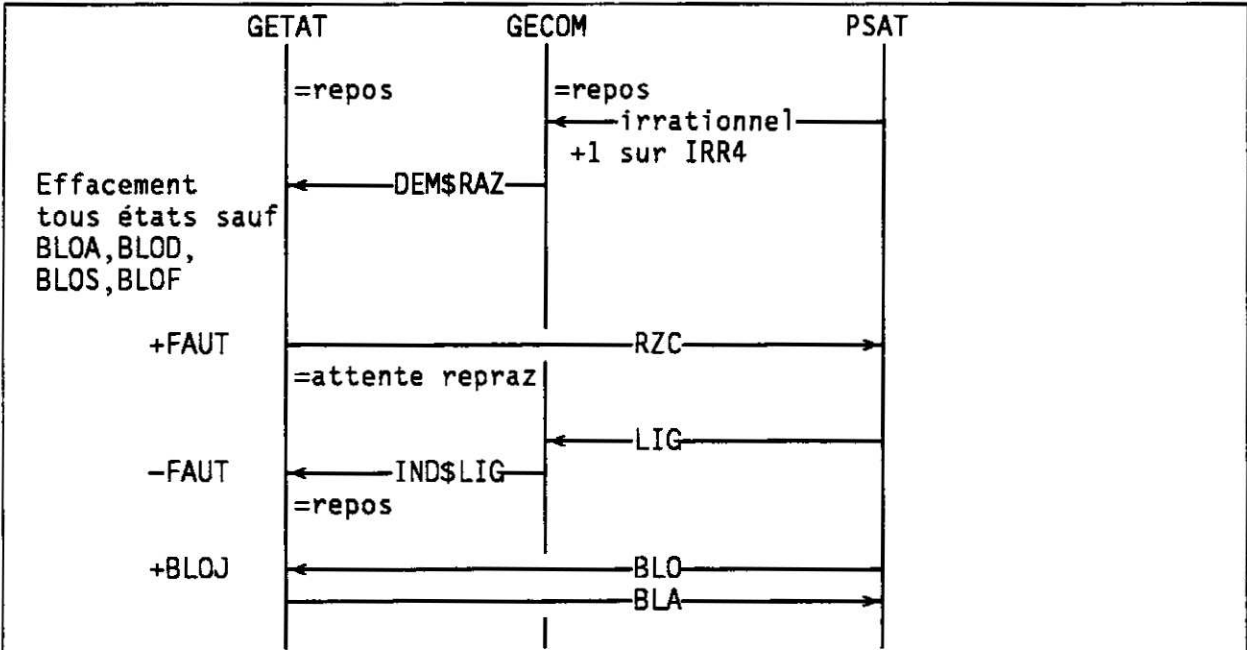 GETAT GECOM PSAT
=repos =repos
irrationnel
+1 sur IRR4
Effacement DEM$RAZ
tous états sauf
BLOA,BLOD,
BLOS,BLOF
+FAUT RZC
=attente repraz
LIG
-FAUT IND$LIG
=repos
+BLOJ BLO
BLA